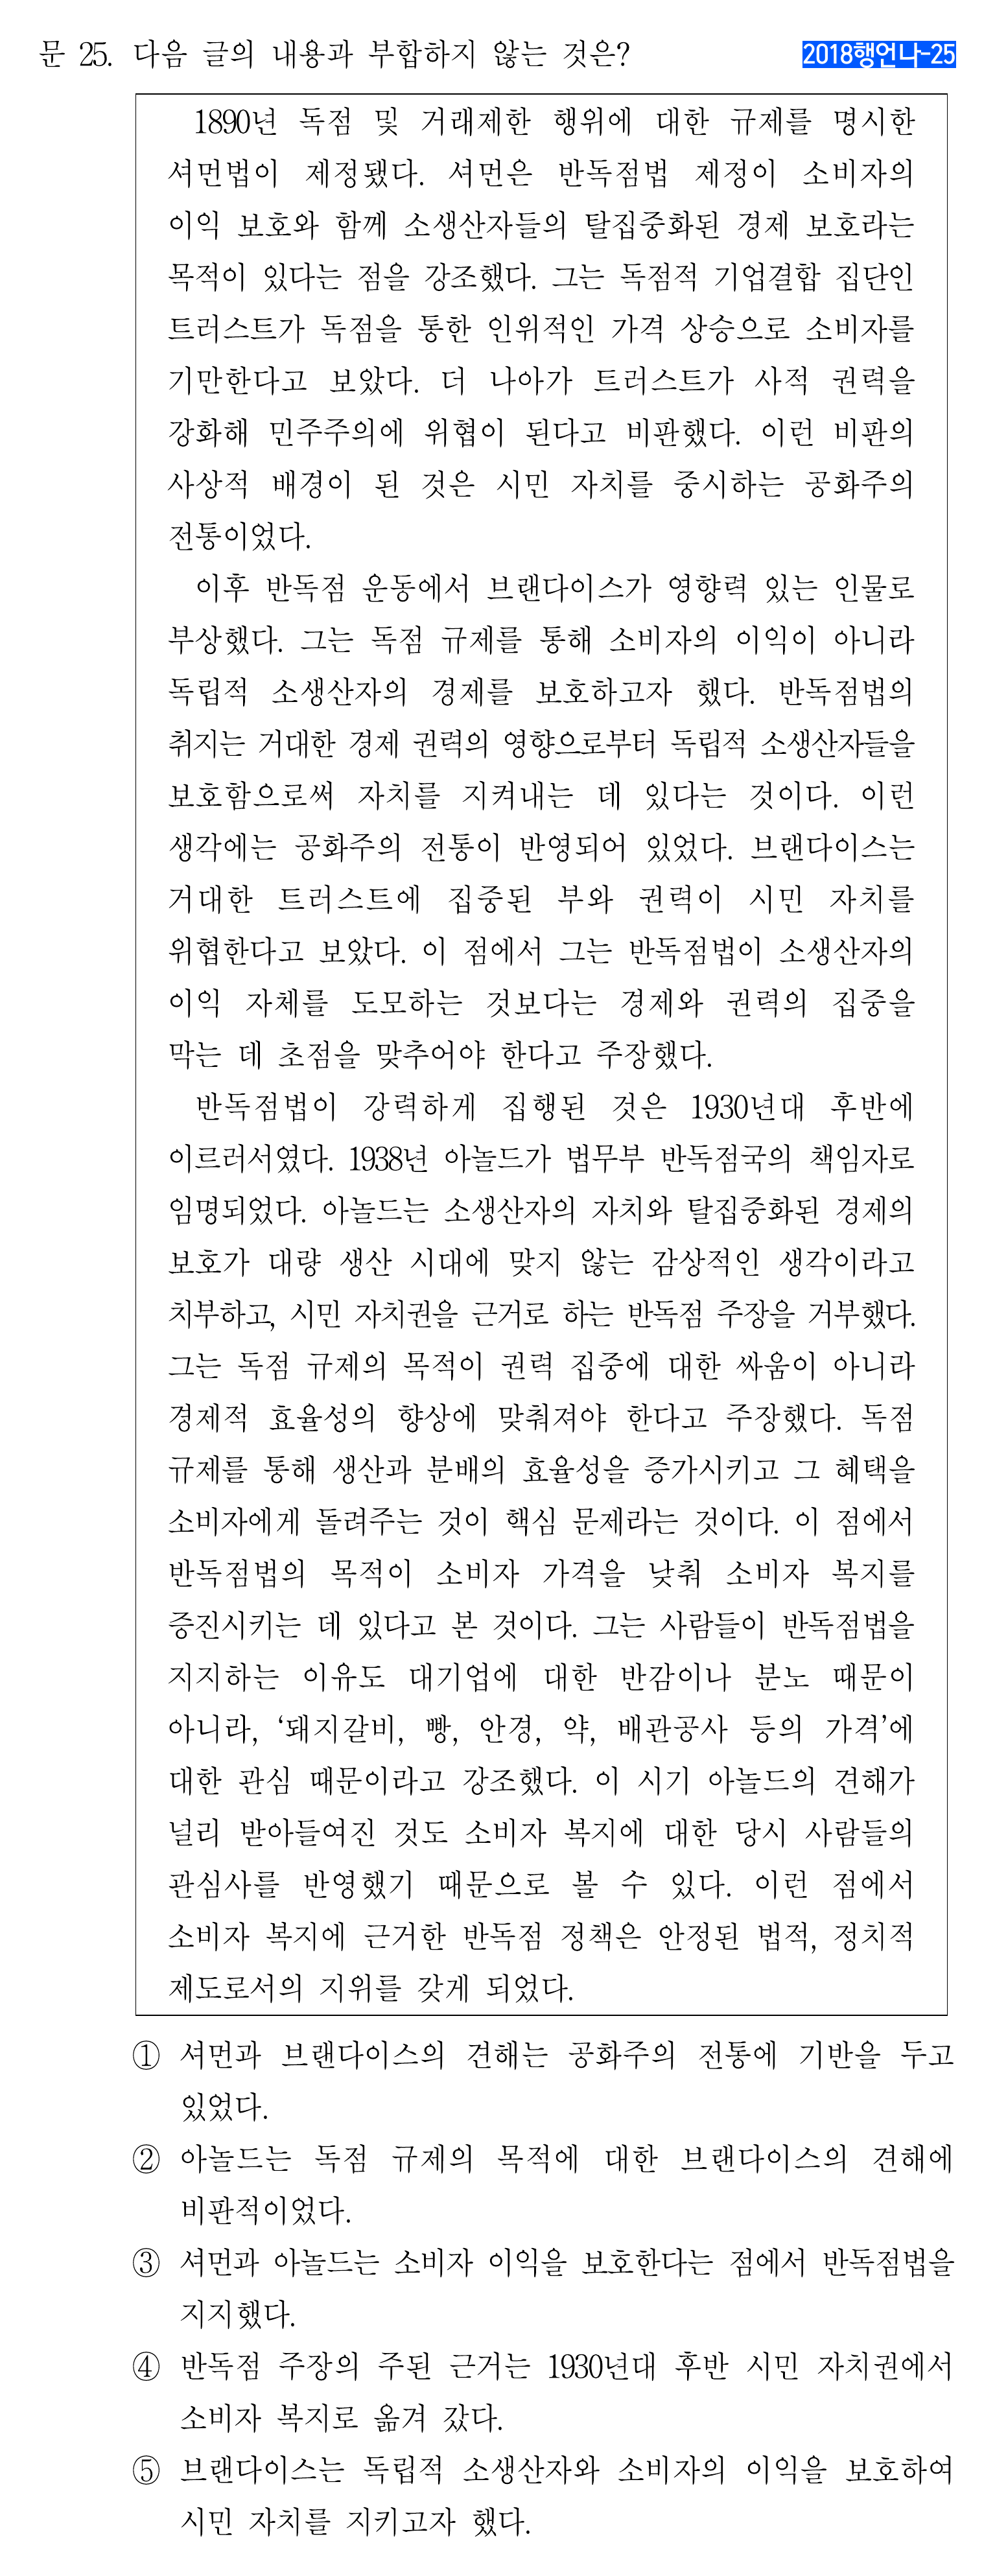 문 25. 다음 글의 내용과 부합하지 않는 것은?
2018행언나-25
1890년 독점 및 거래제한 행위에 대한 규제를 명시한
셔먼법이 제정됐다. 셔먼은 반독점법 제정이 소비자의
이익 보호와 함께 소생산자들의 탈집중화된 경제 보호라는
목적이 있다는 점을 강조했다. 그는 독점적 기업결합 집단인
트러스트가 독점을 통한 인위적인 가격 상승으로 소비자를
기만한다고 보았다. 더 나아가 트러스트가 사적 권력을
강화해 민주주의에 위협이 된다고 비판했다. 이런 비판의
사상적 배경이 된 것은 시민 자치를 중시하는 공화주의
전통이었다.
이후 반독점 운동에서 브랜다이스가 영향력 있는 인물로
부상했다. 그는 독점 규제를 통해 소비자의 이익이 아니라
독립적 소생산자의 경제를 보호하고자 했다. 반독점법의
취지는 거대한 경제 권력의 영향으로부터 독립적 소생산자들을
보호함으로써 자치를 지켜내는 데 있다는 것이다. 이런
생각에는 공화주의 전통이 반영되어 있었다. 브랜다이스는
거대한 트러스트에 집중된 부와 권력이 시민 자치를
위협한다고 보았다. 이 점에서 그는 반독점법이 소생산자의
이익 자체를 도모하는 것보다는 경제와 권력의 집중을
막는 데 초점을 맞추어야 한다고 주장했다.
반독점법이 강력하게 집행된 것은 1930년대 후반에
이르러서였다. 1938년 아놀드가 법무부 반독점국의 책임자로
임명되었다. 아놀드는 소생산자의 자치와 탈집중화된 경제의
보호가 대량 생산 시대에 맞지 않는 감상적인 생각이라고
치부하고, 시민 자치권을 근거로 하는 반독점 주장을 거부했다.
그는 독점 규제의 목적이 권력 집중에 대한 싸움이 아니라
경제적 효율성의 향상에 맞춰져야 한다고 주장했다. 독점
규제를 통해 생산과 분배의 효율성을 증가시키고 그 혜택을
소비자에게 돌려주는 것이 핵심 문제라는 것이다. 이 점에서
반독점법의 목적이 소비자 가격을 낮춰 소비자 복지를
증진시키는 데 있다고 본 것이다. 그는 사람들이 반독점법을
지지하는 이유도 대기업에 대한 반감이나 분노 때문이
아니라, ‘돼지갈비, 빵, 안경, 약, 배관공사 등의 가격’에
대한 관심 때문이라고 강조했다. 이 시기 아놀드의 견해가
널리 받아들여진 것도 소비자 복지에 대한 당시 사람들의
관심사를 반영했기 때문으로 볼 수 있다. 이런 점에서
소비자 복지에 근거한 반독점 정책은 안정된 법적, 정치적
제도로서의 지위를 갖게 되었다.
① 셔먼과 브랜다이스의 견해는 공화주의 전통에 기반을 두고
있었다.
② 아놀드는 독점 규제의 목적에 대한 브랜다이스의 견해에
비판적이었다.
③ 셔먼과 아놀드는 소비자 이익을 보호한다는 점에서 반독점법을
지지했다.
④ 반독점 주장의 주된 근거는 1930년대 후반 시민 자치권에서
소비자 복지로 옮겨 갔다.
⑤ 브랜다이스는 독립적 소생산자와 소비자의 이익을 보호하여
시민 자치를 지키고자 했다.